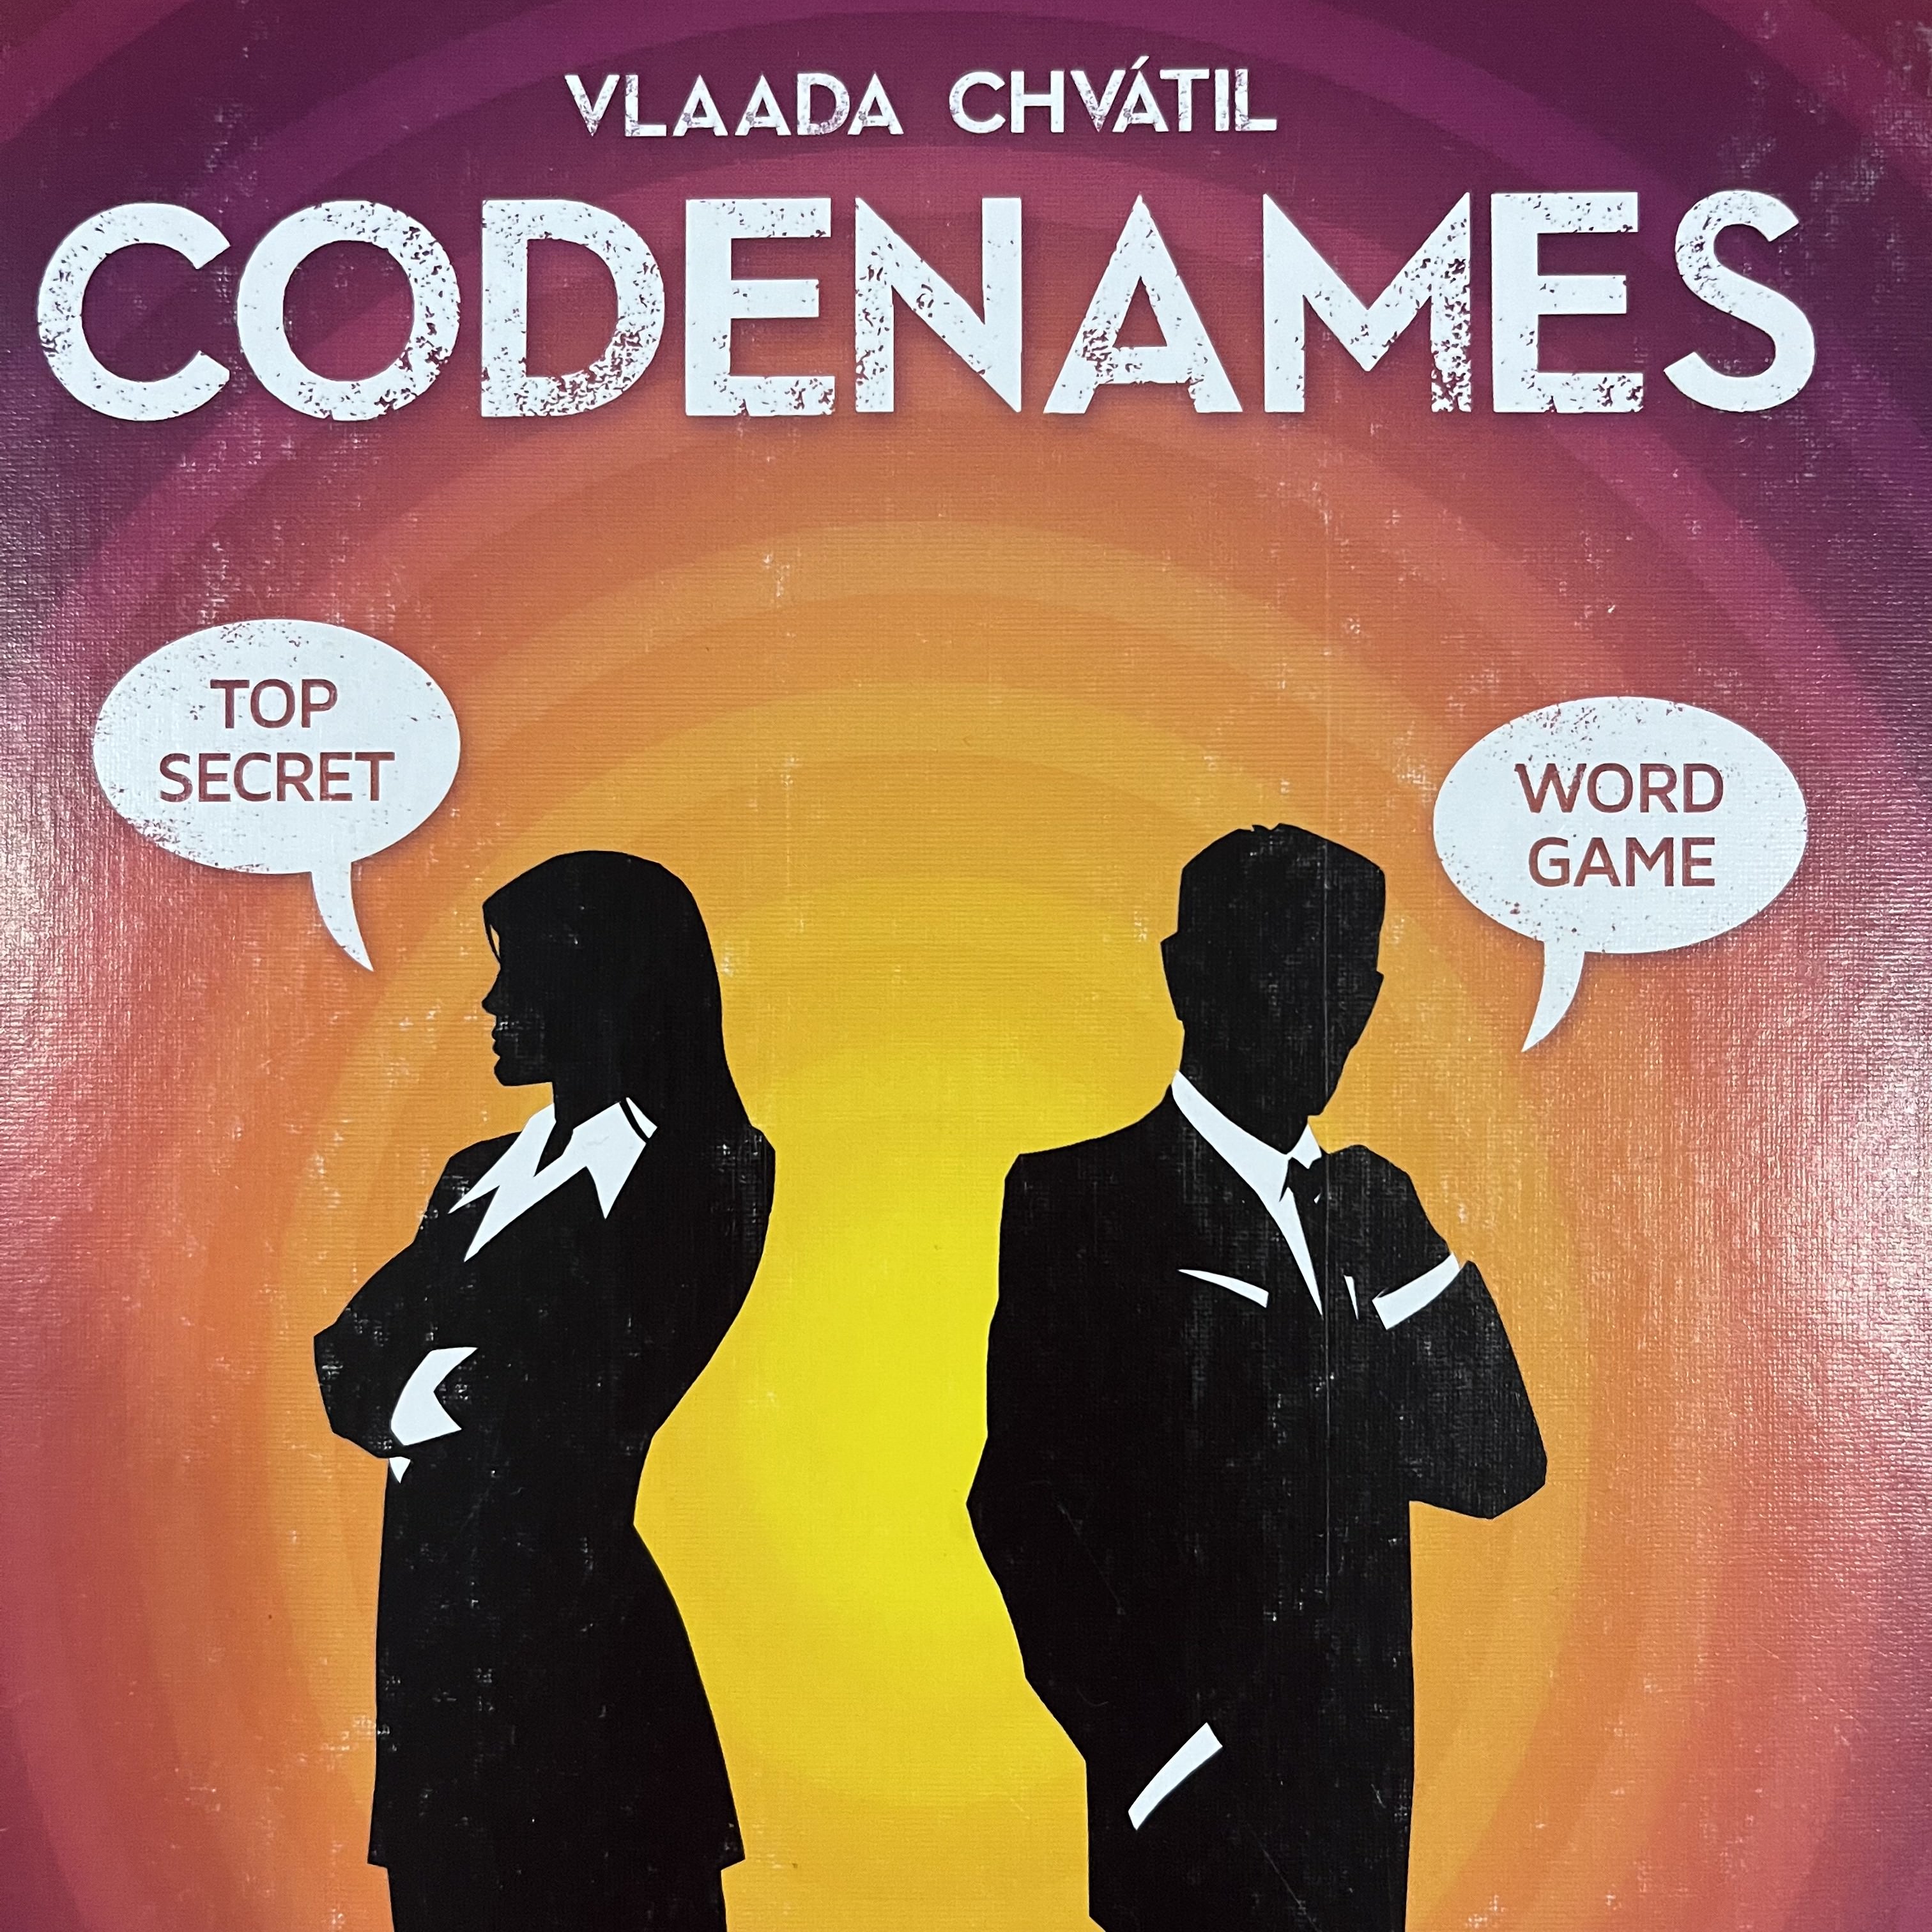 VLAADA CHVÁTIL
CODENAMES
TOP
SECRET
WORD
GAME